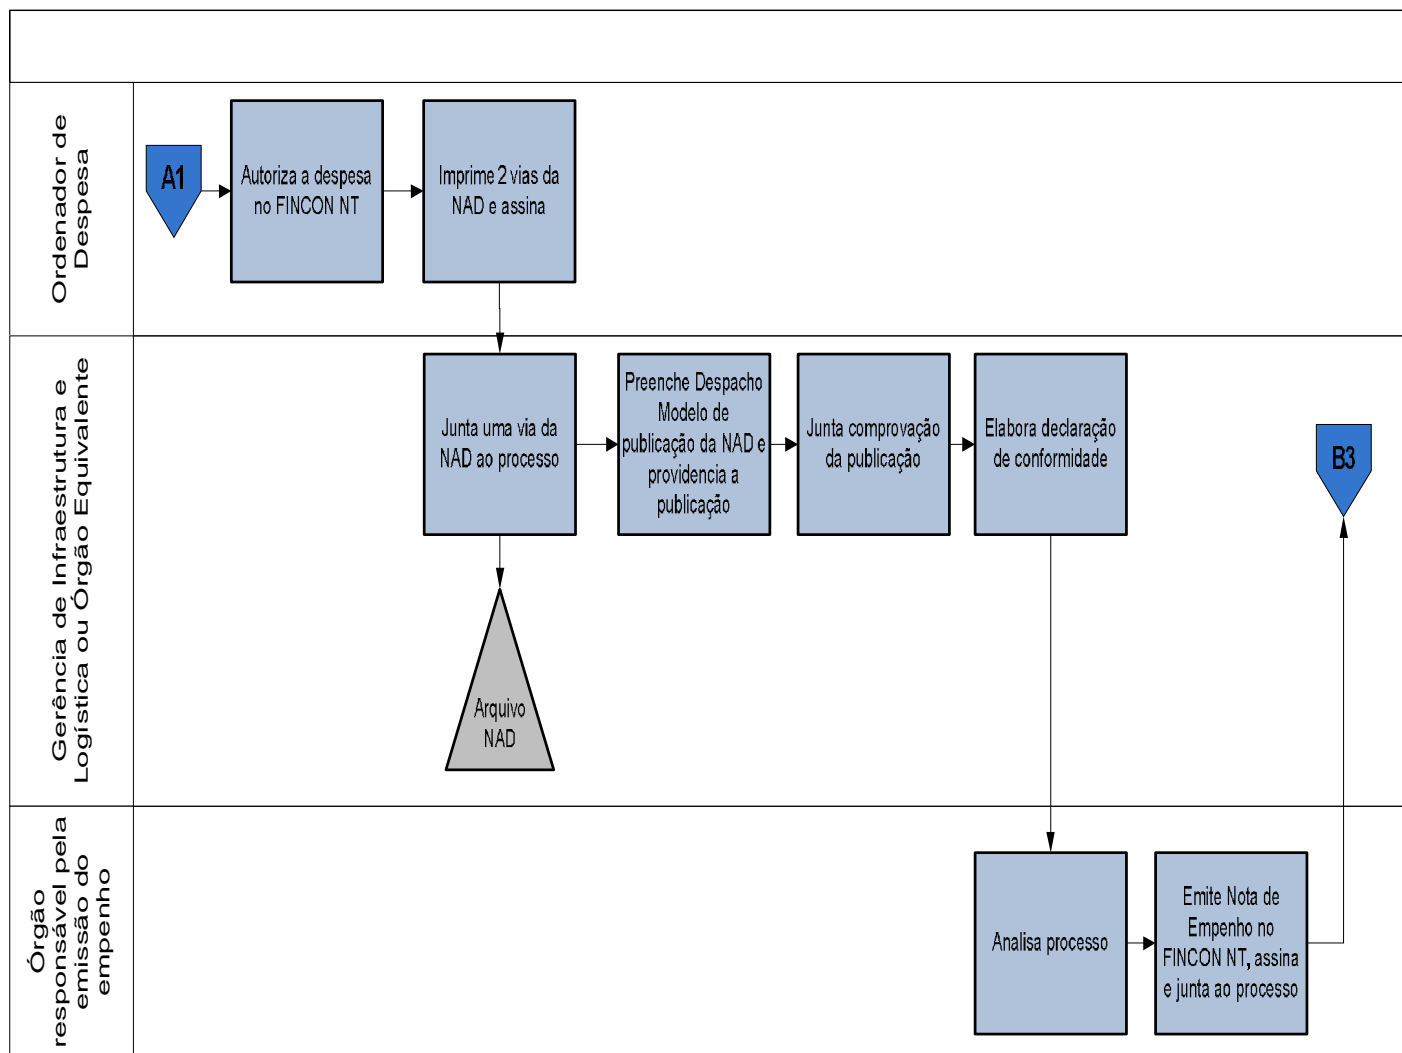 Ordenador de
Despesa
A1
Autoriza a despesa
no FINCON NT
Imprime 2 vias da
NAD e assina
Gerência de Infraestrutura e
Logística ou Órgão Equivalente
Junta uma via da
NAD ao processo
Preenche Despacho
Modelo de
publicação da NAD e
providencia a
publicação
Junta comprovação
da publicação
Elabora declaração
de conformidade
B3
Arquivo
NAD
Órgão
responsável pela
emissão do
empenho
Analisa processo
Emite Nota de
Empenho no
FINCON NT, assina
e junta ao processo